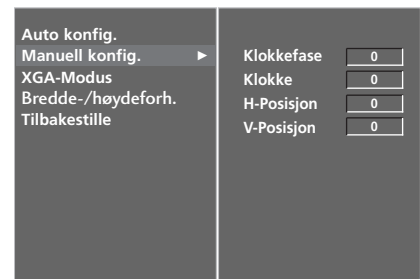 Auto konfig.
Manuell konfig. ►
XGA-Modus
Bredde-/høydeforh.
Tilbakestille
Klokkefase 0
Klokke 0
H-Posisjon 0
V-Posisjon 0